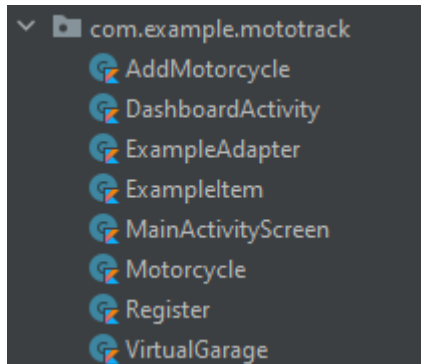 com.example.mototrack
AddMotorcycle
DashboardActivity
ExampleAdapter
ExampleItem
MainActivityScreen
Motorcycle
Register
VirtualGarage